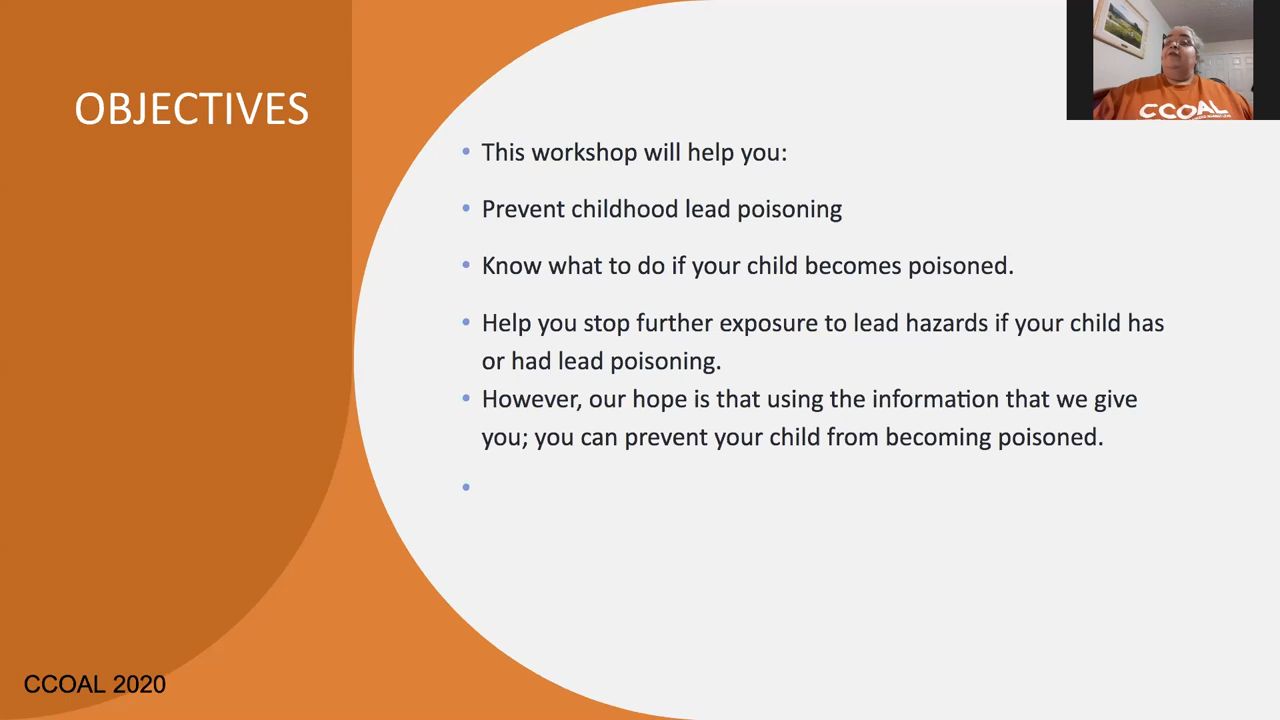 OBJECTIVES
This workshop will help you:
Prevent childhood lead poisoning
Know what to do if your child becomes poisoned.
Help you stop further exposure to lead hazards if your child has
or had lead poisoning.
However, our hope is that using the information that we give
you; you can prevent your child from becoming poisoned.
CCOAL 2020
CCOAL